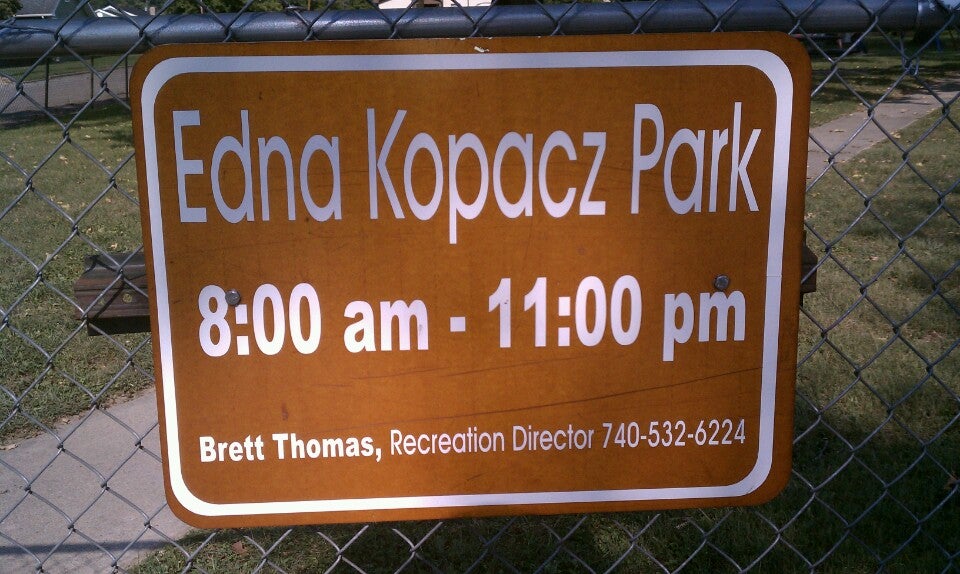 Edna Kopacz Park
8:00 am - 11:00 pm
Brett Thomas, Recreation Director 740-532-6224